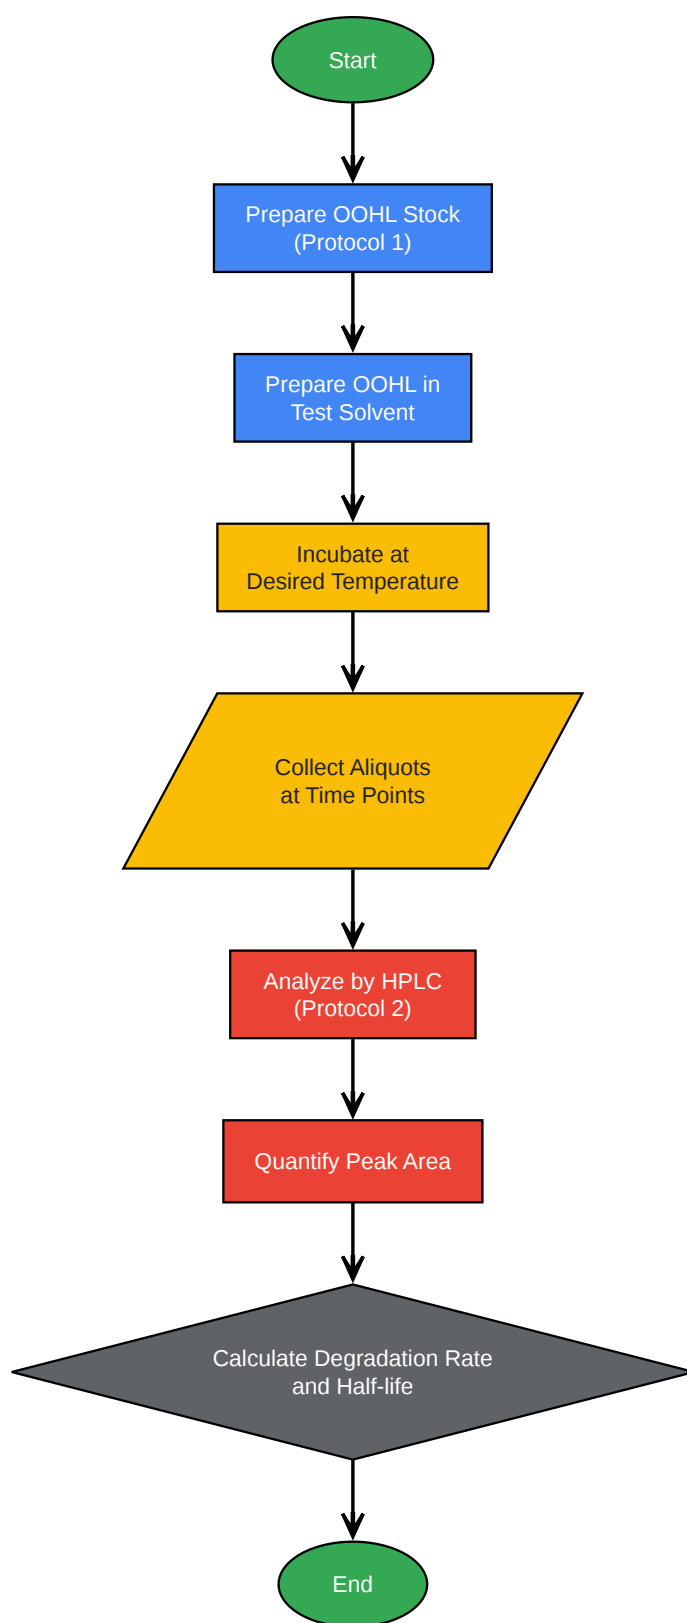 Start
Prepare OOHL Stock
(Protocol 1)
Prepare OOHL in
Test Solvent
Incubate at
Desired Temperature
Collect Aliquots
at Time Points
Analyze by HPLC
(Protocol 2)
Quantify Peak Area
Calculate Degradation Rate
and Half-life
End